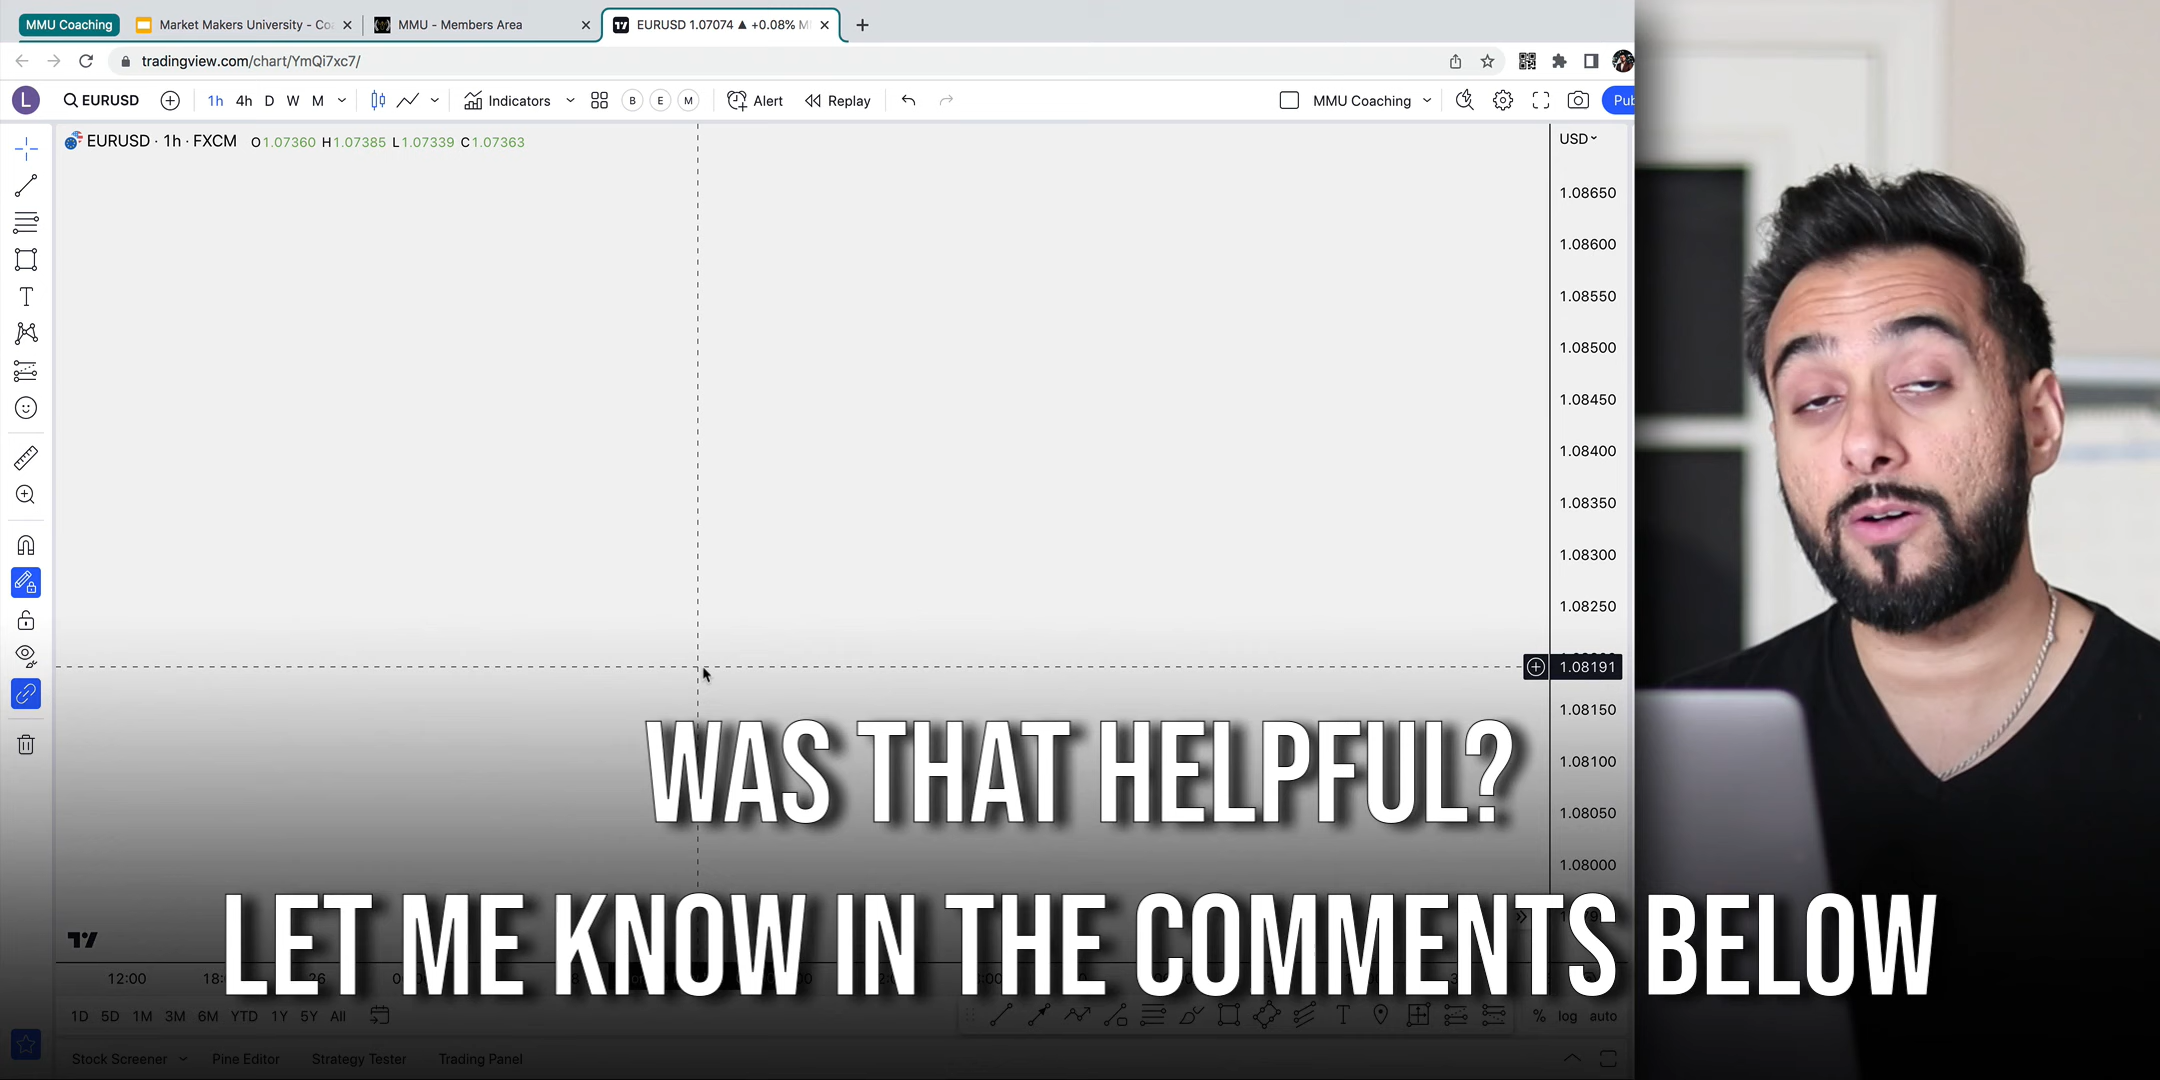 MMU Coaching
Market Makers University - Co
MMU - Members Area
EURUSD 1.07074 ▲ +0.08% M
tradingview.com/chart/YmQi7xc7/
L
EURUSD
1h 4h D W M
Indicators
B E M
Alert
Replay
MMU Coaching
Pub
EURUSD · 1h · FXCM O1.07360 H1.07385 L1.07339 C1.07363
USD
1.08650
1.08600
1.08550
1.08500
1.08450
1.08400
1.08350
1.08300
1.08250
1.08191
1.08150
1.08100
1.08050
1.08000
WAS THAT HELPFUL?
LET ME KNOW IN THE COMMENTS BELOW
12:00 18: 26
1D 5D 1M 3M 6M YTD 1Y 5Y All
% log auto
Stock Screener Pine Editor Strategy Tester Trading Panel